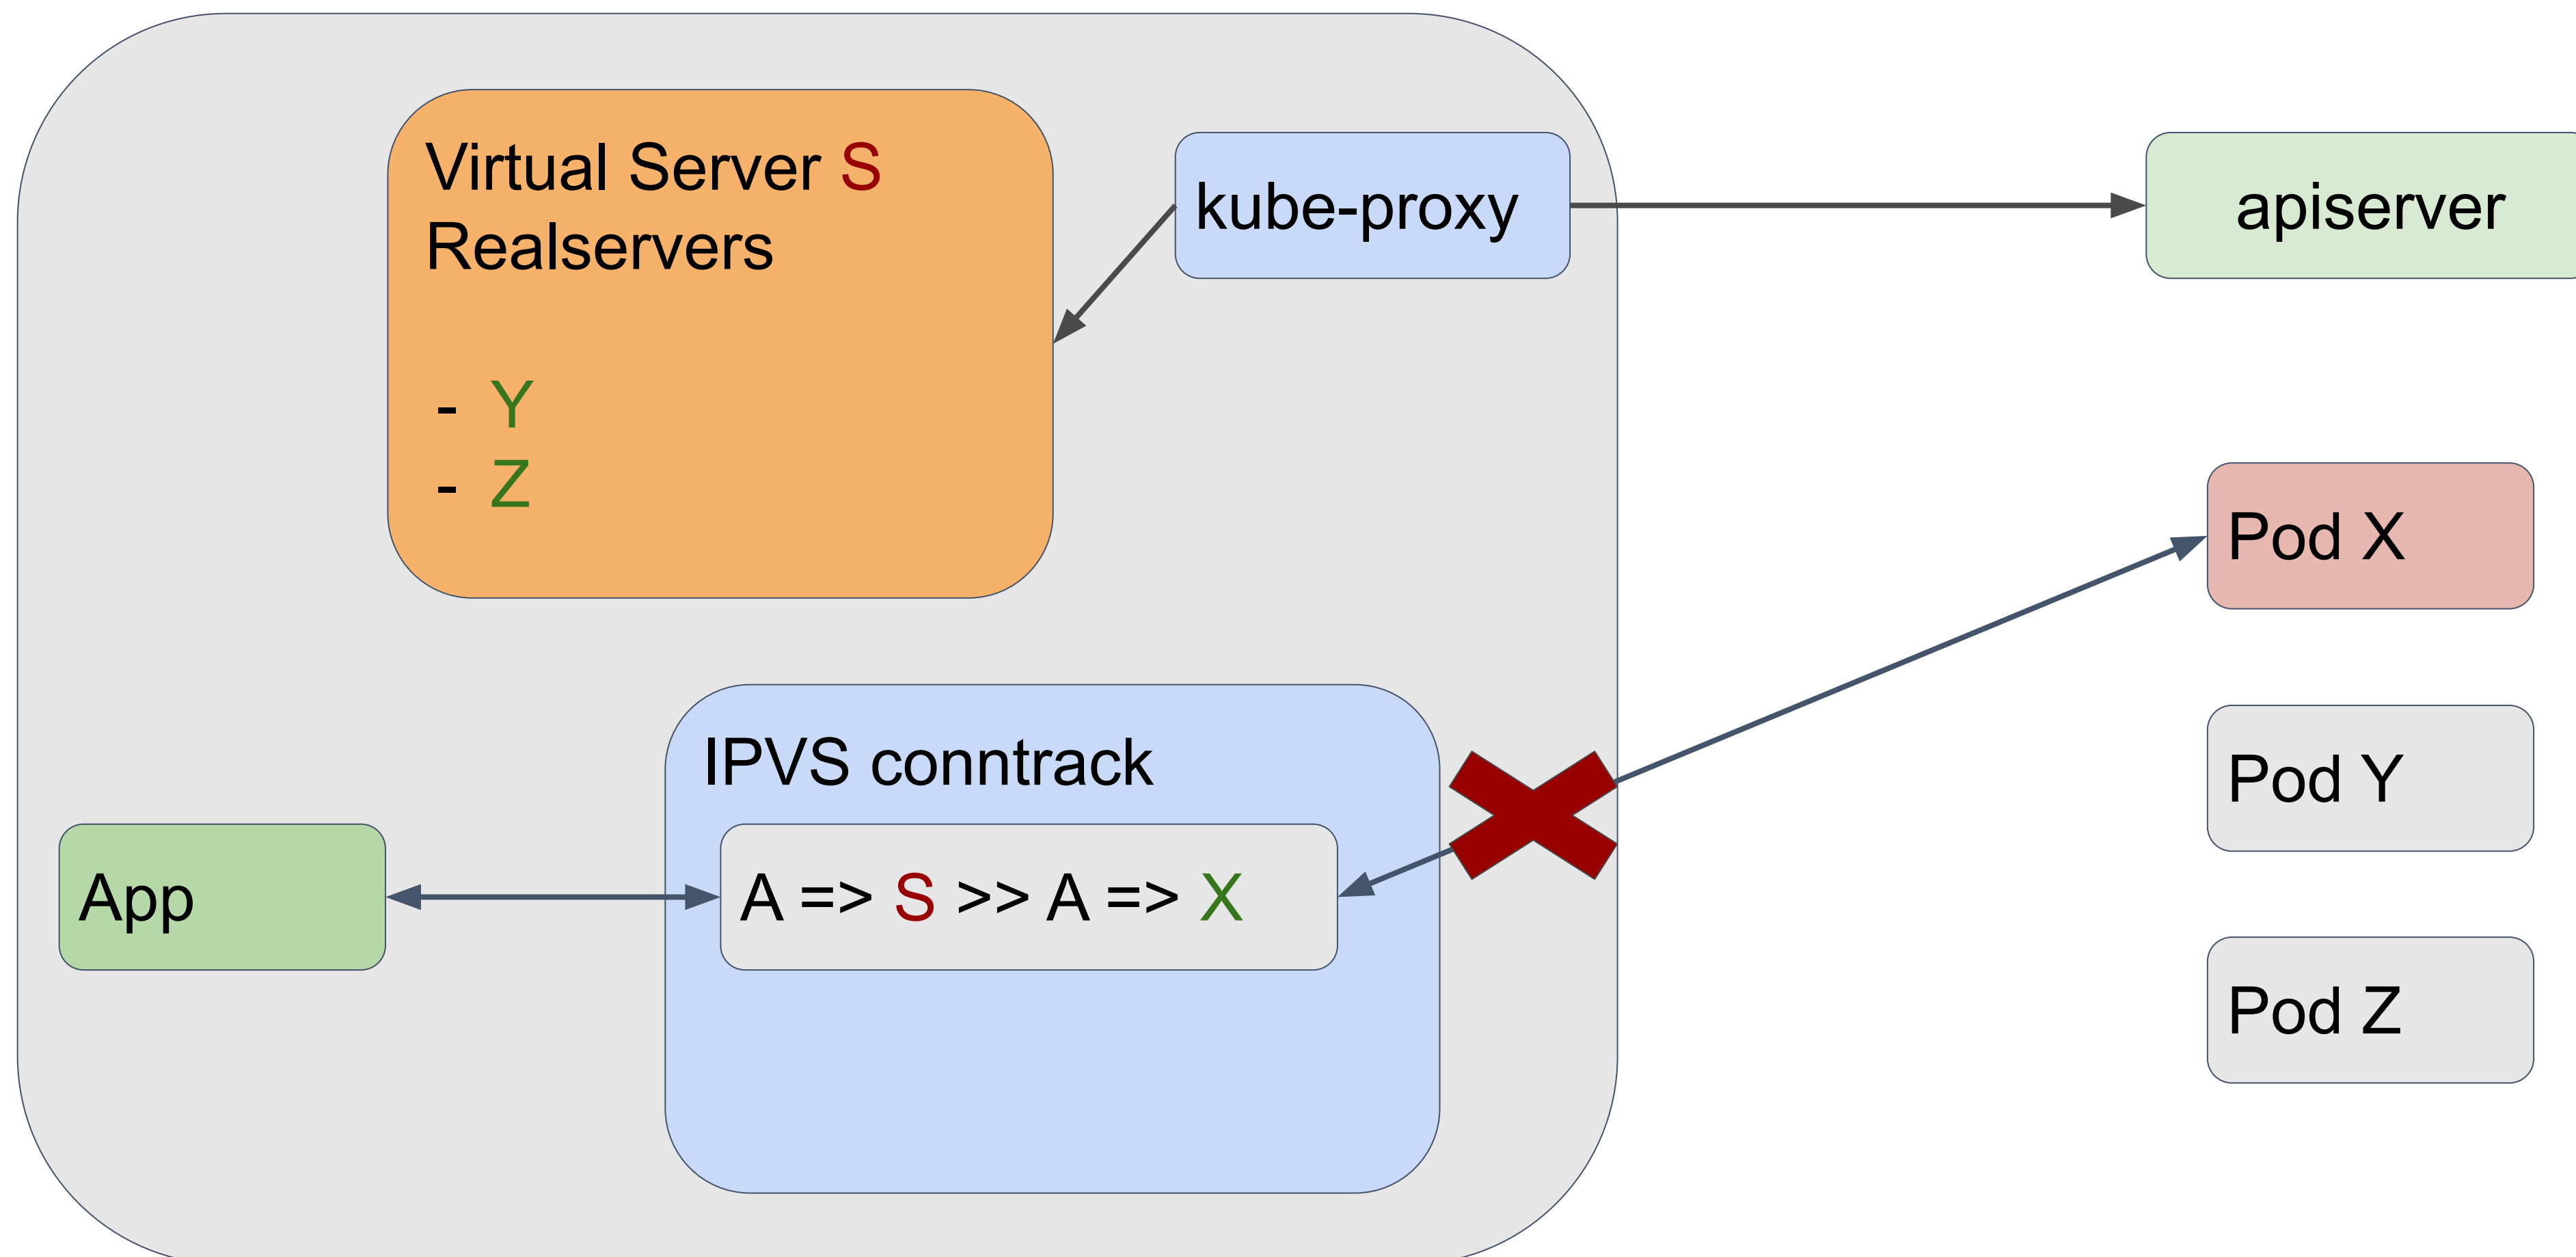 Virtual Server S
Realservers
- Y
- Z
kube-proxy
apiserver
Pod X
Pod Y
Pod Z
IPVS conntrack
App
A => S >> A => X